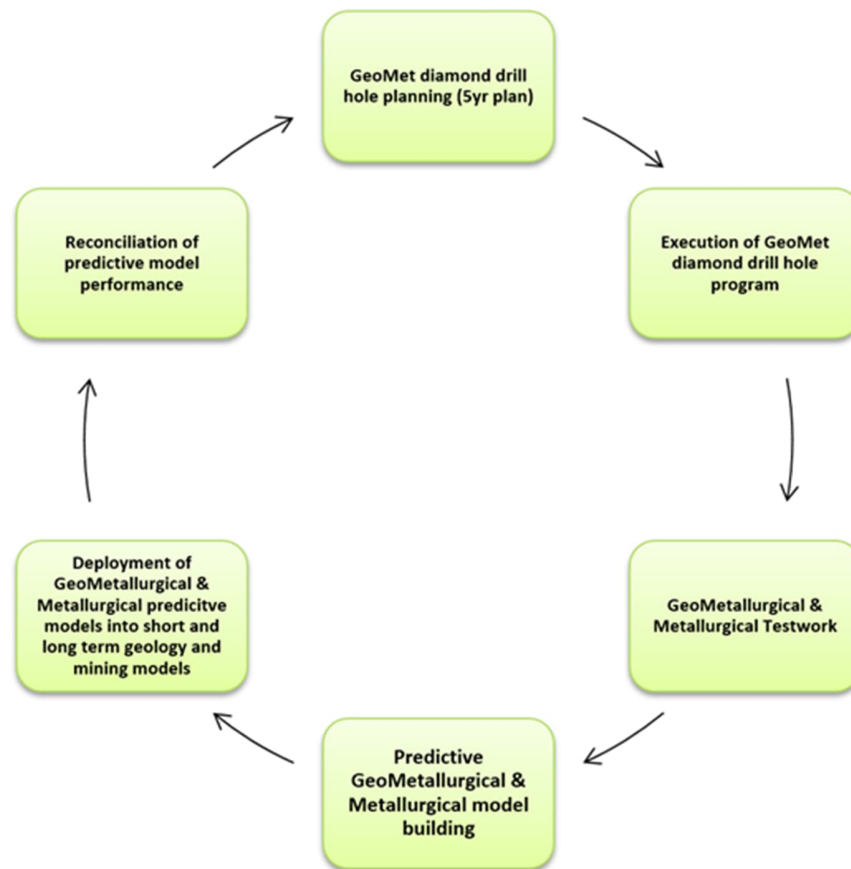 GeoMet diamond drill
hole planning (5yr plan)
Execution of GeoMet
diamond drill hole
program
GeoMetallurgical &
Metallurgical Testwork
Predictive
GeoMetallurgical &
Metallurgical model
building
Deployment of
GeoMetallurgical &
Metallurgical predicitve
models into short and
long term geology and
mining models
Reconciliation of
predictive model
performance